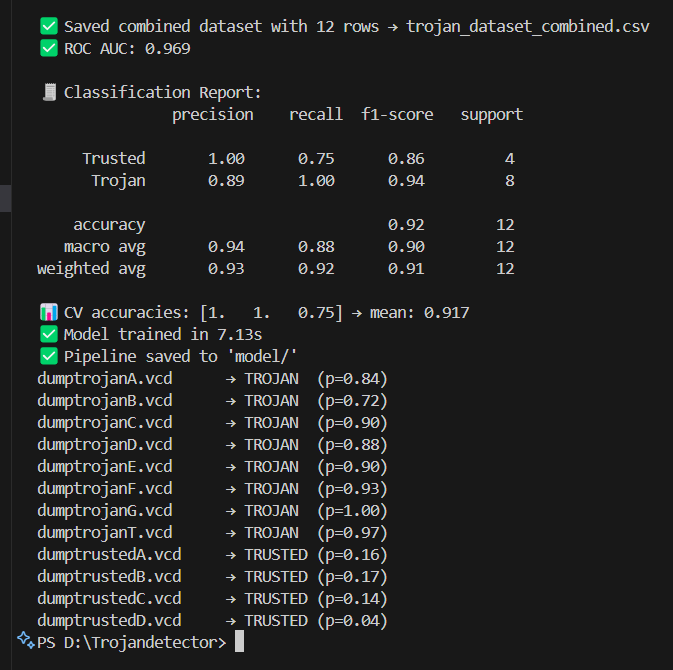 ✅ Saved combined dataset with 12 rows → trojan_dataset_combined.csv
✅ ROC AUC: 0.969
🧾 Classification Report:
precision recall f1-score support
Trusted 1.00 0.75 0.86 4
Trojan 0.89 1.00 0.94 8
accuracy 0.92 12
macro avg 0.94 0.88 0.90 12
weighted avg 0.93 0.92 0.91 12
📊 CV accuracies: [1. 1. 0.75] → mean: 0.917
✅ Model trained in 7.13s
✅ Pipeline saved to 'model/'
dumptrojanA.vcd → TROJAN (p=0.84)
dumptrojanB.vcd → TROJAN (p=0.72)
dumptrojanC.vcd → TROJAN (p=0.90)
dumptrojanD.vcd → TROJAN (p=0.88)
dumptrojanE.vcd → TROJAN (p=0.90)
dumptrojanF.vcd → TROJAN (p=0.93)
dumptrojanG.vcd → TROJAN (p=1.00)
dumptrojanT.vcd → TROJAN (p=0.97)
dumptrustedA.vcd → TRUSTED (p=0.16)
dumptrustedB.vcd → TRUSTED (p=0.17)
dumptrustedC.vcd → TRUSTED (p=0.14)
dumptrustedD.vcd → TRUSTED (p=0.04)
PS D:\Trojandetector>